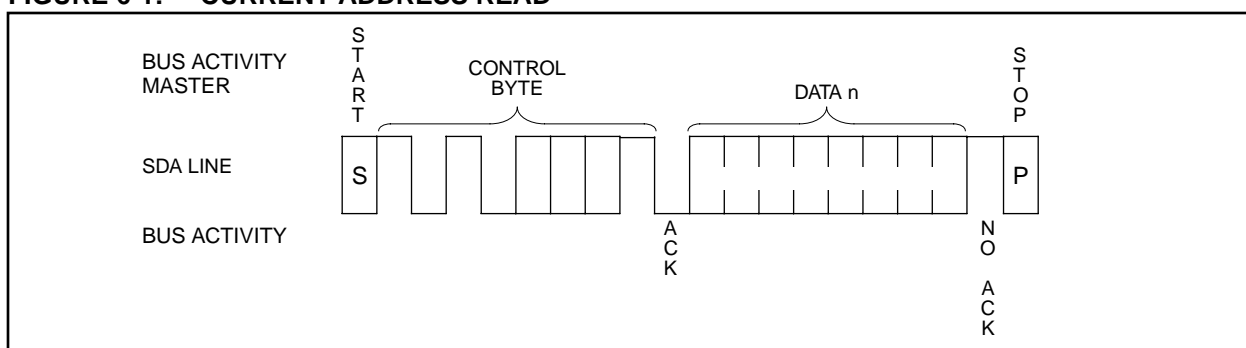 FIGURE 6-1: CURRENT ADDRESS READ
BUS ACTIVITY
MASTER
START
CONTROL
BYTE
DATA n
STOP
SDA LINE
S
P
BUS ACTIVITY
ACK
NO ACK